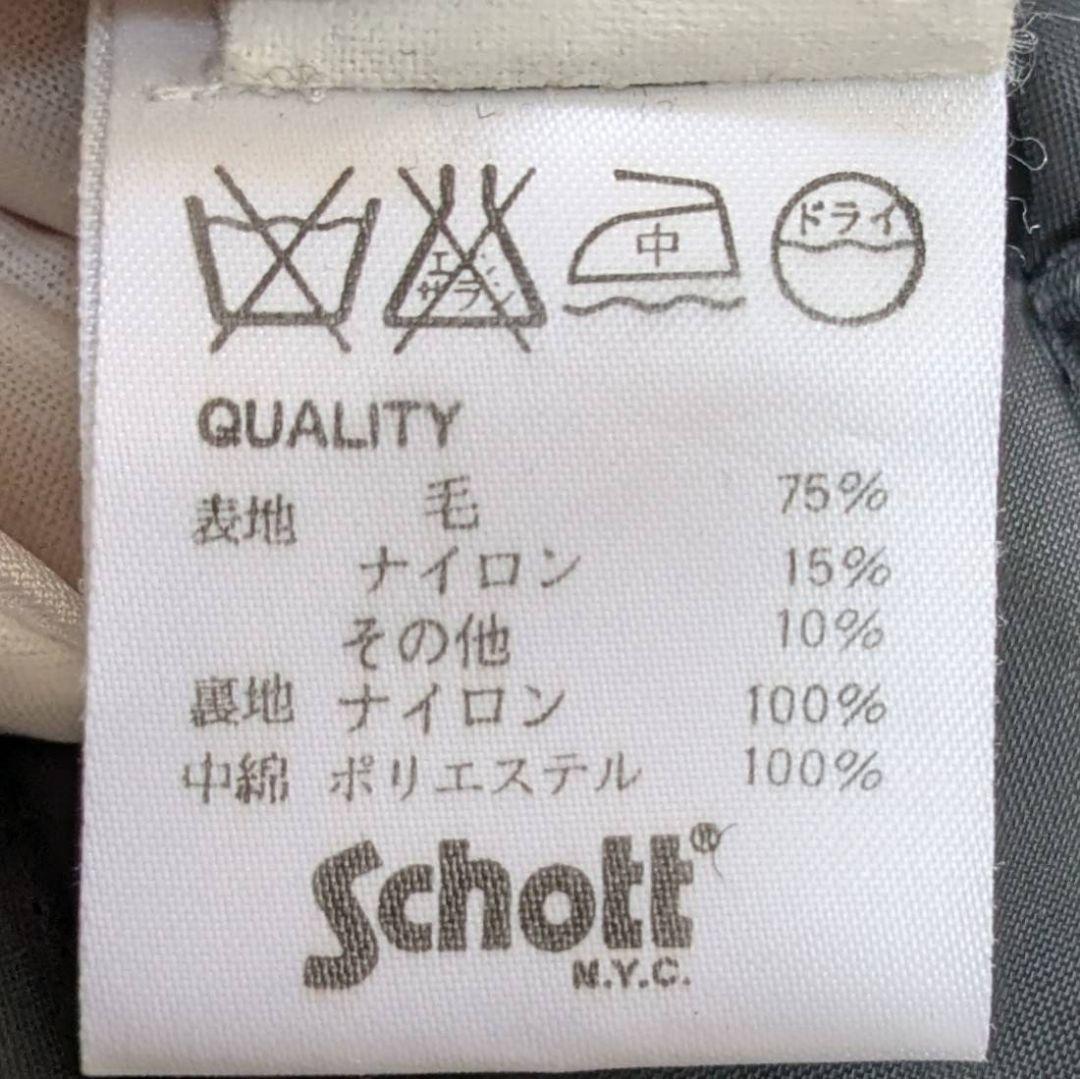 エンソ
サラシ
中
ドライ
QUALITY
表地 毛 75%
ナイロン 15%
その他 10%
裏地 ナイロン 100%
中綿 ポリエステル 100%
Schott®
N.Y.C.